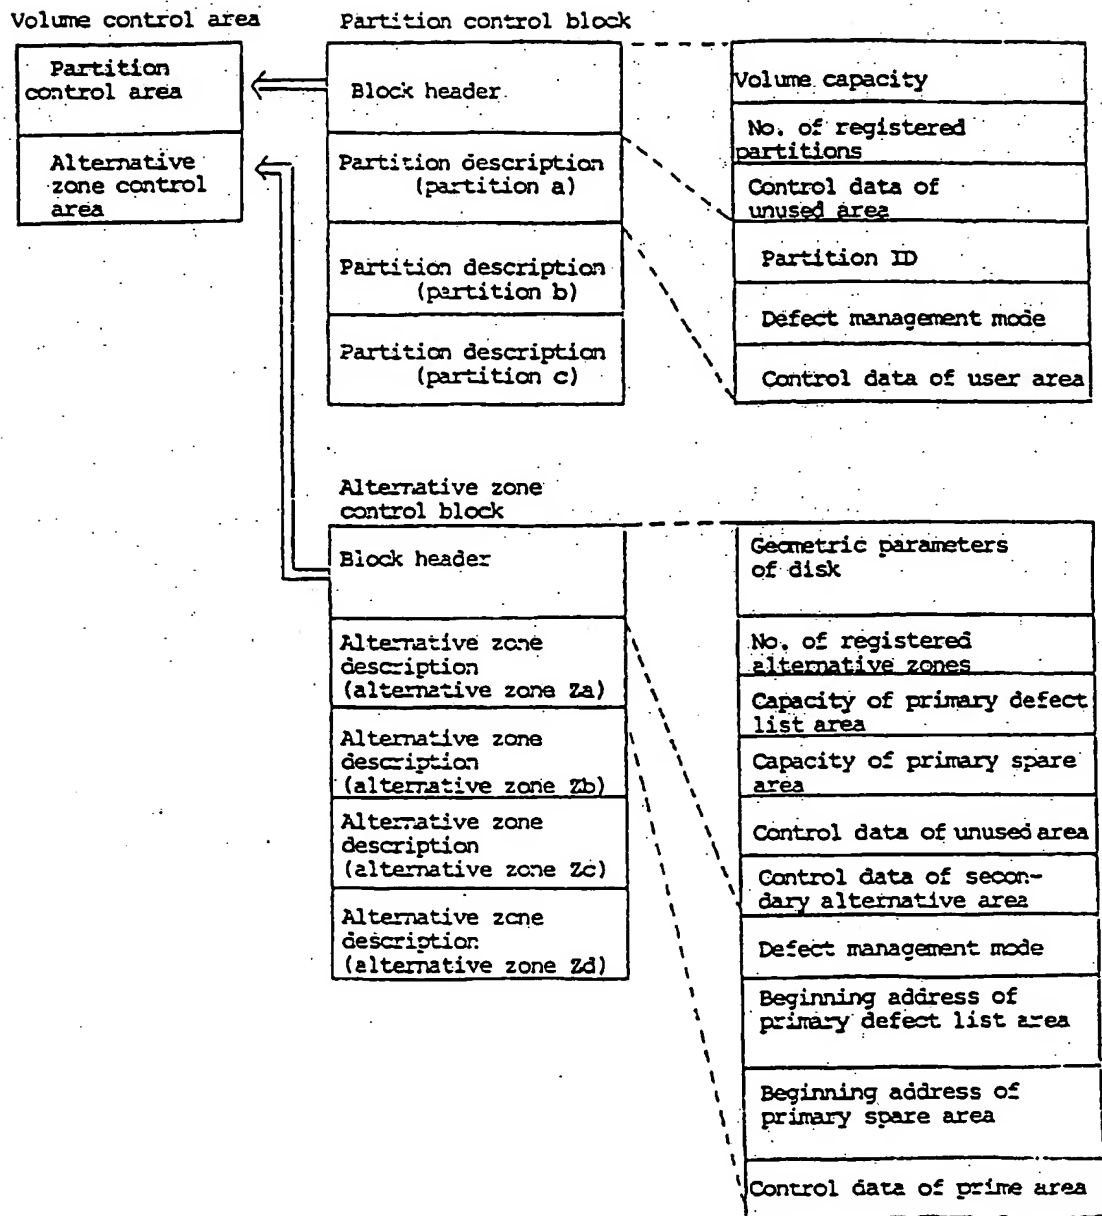 Volume control area
Partition
control area
Alternative
zone control
area
Partition control block
Block header
Partition description
(partition a)
Partition description
(partition b)
Partition description
(partition c)
Volume capacity
No. of registered
partitions
Control data of
unused area
Partition ID
Defect management mode
Control data of user area
Alternative zone
control block
Block header
Alternative zone
description
(alternative zone Za)
Alternative zone
description
(alternative zone Zb)
Alternative zone
description
(alternative zone Zc)
Alternative zone
description
(alternative zone Zd)
Geometric parameters
of disk
No. of registered
alternative zones
Capacity of primary defect
list area
Capacity of primary spare
area
Control data of unused area
Control data of secon-
dary alternative area
Defect management mode
Beginning address of
primary defect list area
Beginning address of
primary spare area
Control data of prime area